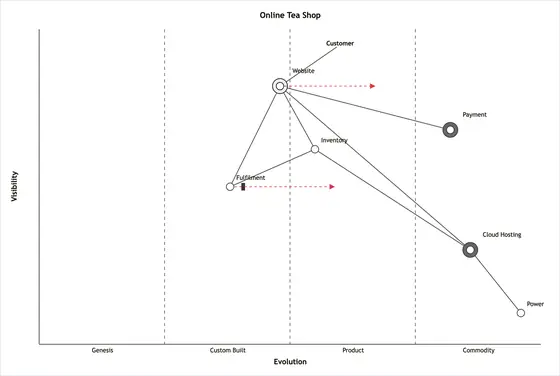 Online Tea Shop
Customer
Website
Payment
Inventory
Fulfilment
Cloud Hosting
Power
Visibility
Genesis
Custom Built
Product
Commodity
Evolution